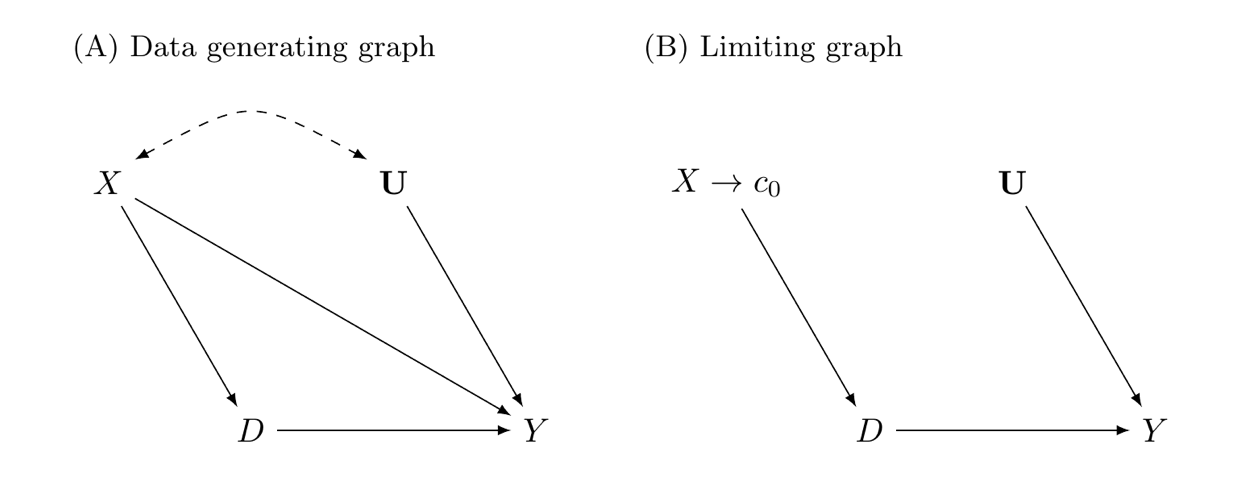 (A) Data generating graph
(B) Limiting graph
X
U
X → c₀
U
D
Y
D
Y